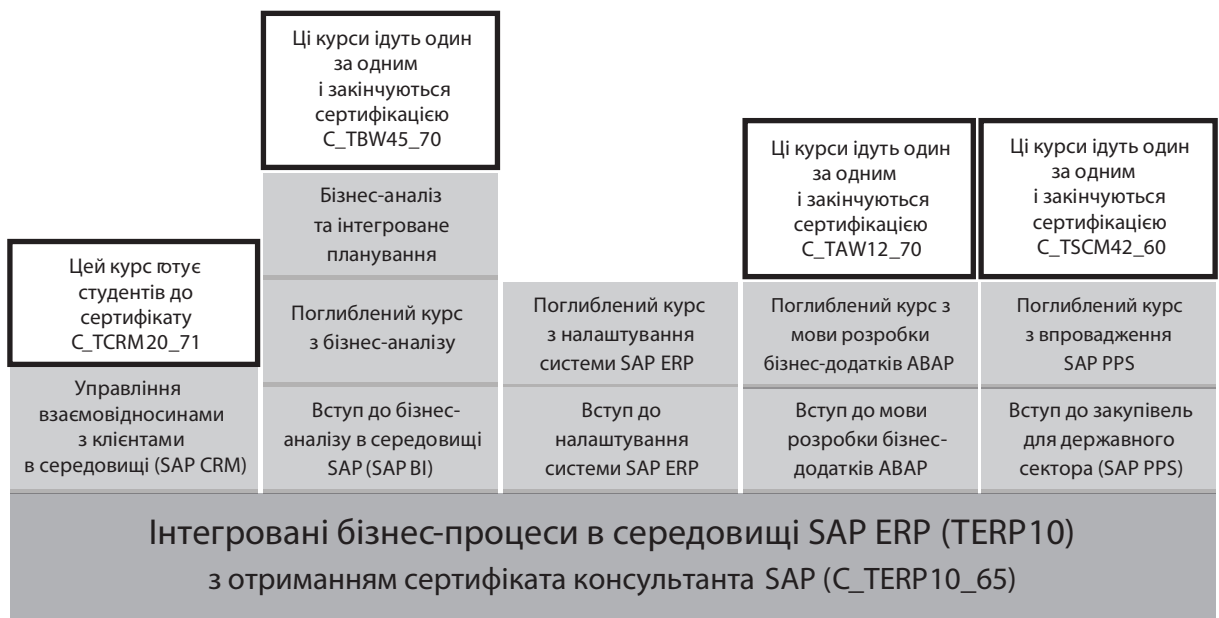 Ці курси ідуть один
за одним
і закінчуються
сертифікацією
C_TBW45_70
Бізнес-аналіз
та інтегроване
планування
Поглиблений курс
з бізнес-аналізу
Вступ до бізнес-
аналізу в середовищі
SAP (SAP BI)
Цей курс готує
студентів до
сертифікату
C_TCRM20_71
Управління
взаємовідносинами
з клієнтами
в середовищі (SAP CRM)
Поглиблений курс
з налаштування
системи SAP ERP
Вступ до
налаштування
системи SAP ERP
Ці курси ідуть один
за одним
і закінчуються
сертифікацією
C_TAW12_70
Поглиблений курс з
мови розробки
бізнес-додатків ABAP
Вступ до мови
розробки бізнес-
додатків ABAP
Ці курси ідуть один
за одним
і закінчуються
сертифікацією
C_TSCM42_60
Поглиблений курс
з впровадження
SAP PPS
Вступ до закупівель
для державного
сектора (SAP PPS)
Інтегровані бізнес-процеси в середовищі SAP ERP (TERP10)
з отриманням сертифіката консультанта SAP (C_TERP10_65)